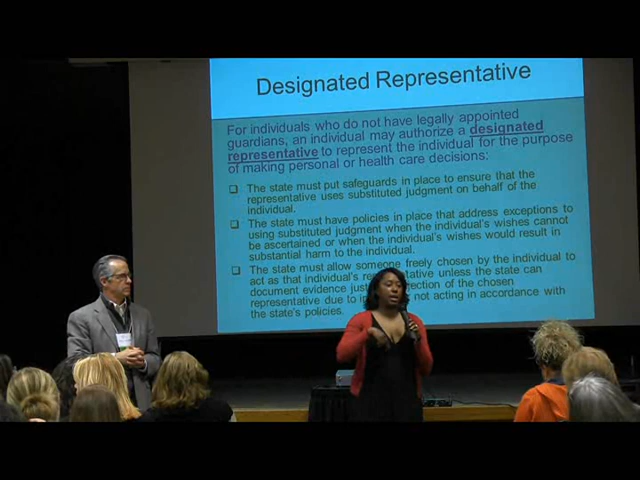 Designated Representative
For individuals who do not have legally appointed
guardians, an individual may authorize a designated
representative to represent the individual for the purpose
of making personal or health care decisions:
The state must put safeguards in place to ensure that the
representative uses substituted judgment on behalf of the
individual.
The state must have policies in place that address exceptions to
using substituted judgment when the individual's wishes cannot
be ascertained or when the individual's wishes would result in
substantial harm to the individual.
The state must allow someone freely chosen by the individual to
act as that individual's unless the state can
document evidence of the chosen
representative due to not acting in accordance with
the state's policies.